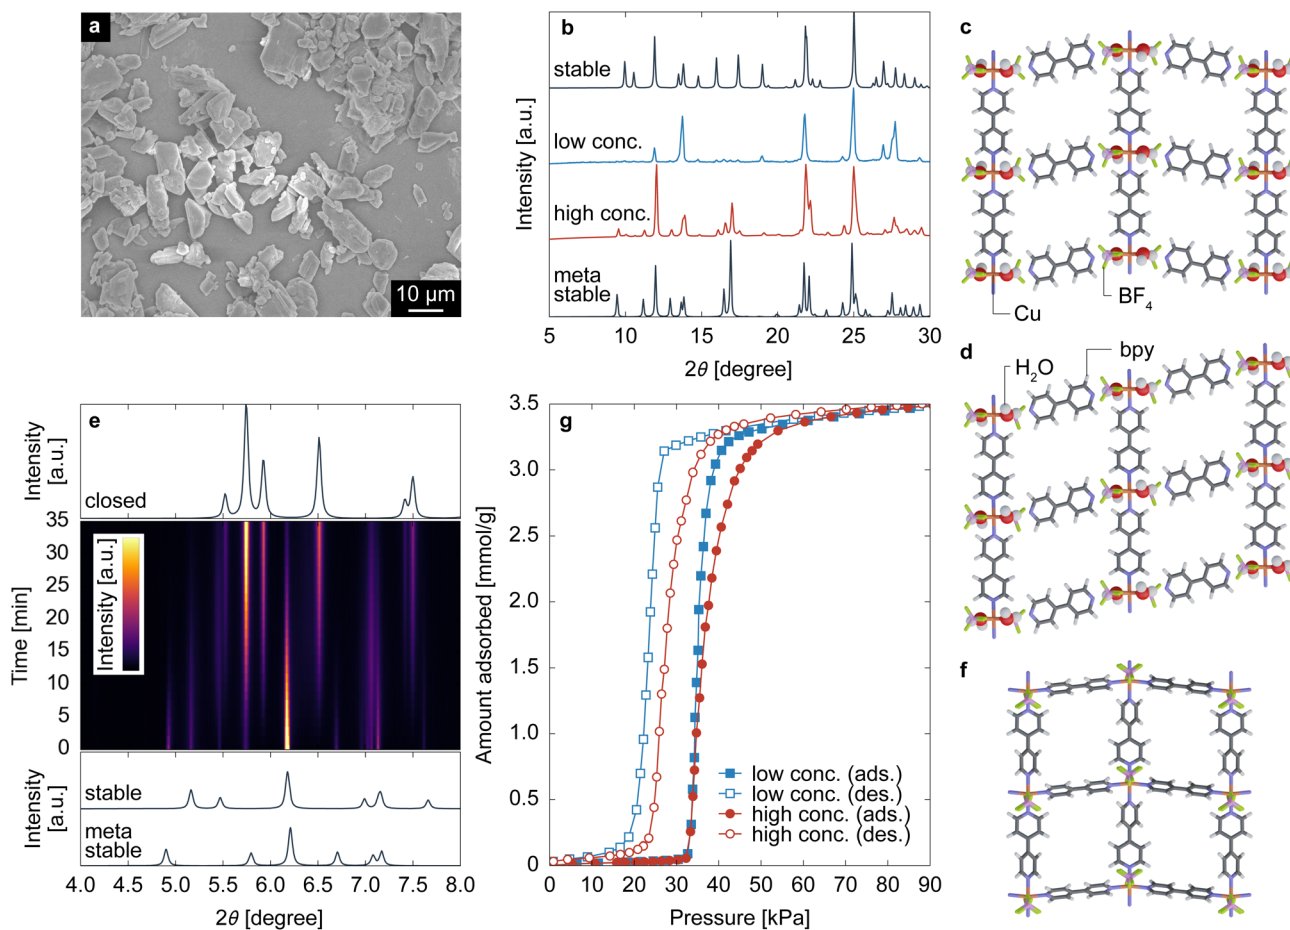 a
10 μm
b
stable
low conc.
high conc.
meta
stable
Intensity [a.u.]
5
10
15
20
25
30
2θ [degree]
c
Cu
BF4
d
H2O
bpy
e
Intensity
[a.u.]
closed
35
30
25
20
15
10
5
0
Time [min]
Intensity [a.u.]
Intensity
[a.u.]
stable
meta
stable
4.0
4.5
5.0
5.5
6.0
6.5
7.0
7.5
8.0
2θ [degree]
g
3.5
3.0
2.5
2.0
1.5
1.0
0.5
0
Amount adsorbed [mmol/g]
low conc. (ads.)
low conc. (des.)
high conc. (ads.)
high conc. (des.)
0
10
20
30
40
50
60
70
80
90
Pressure [kPa]
f